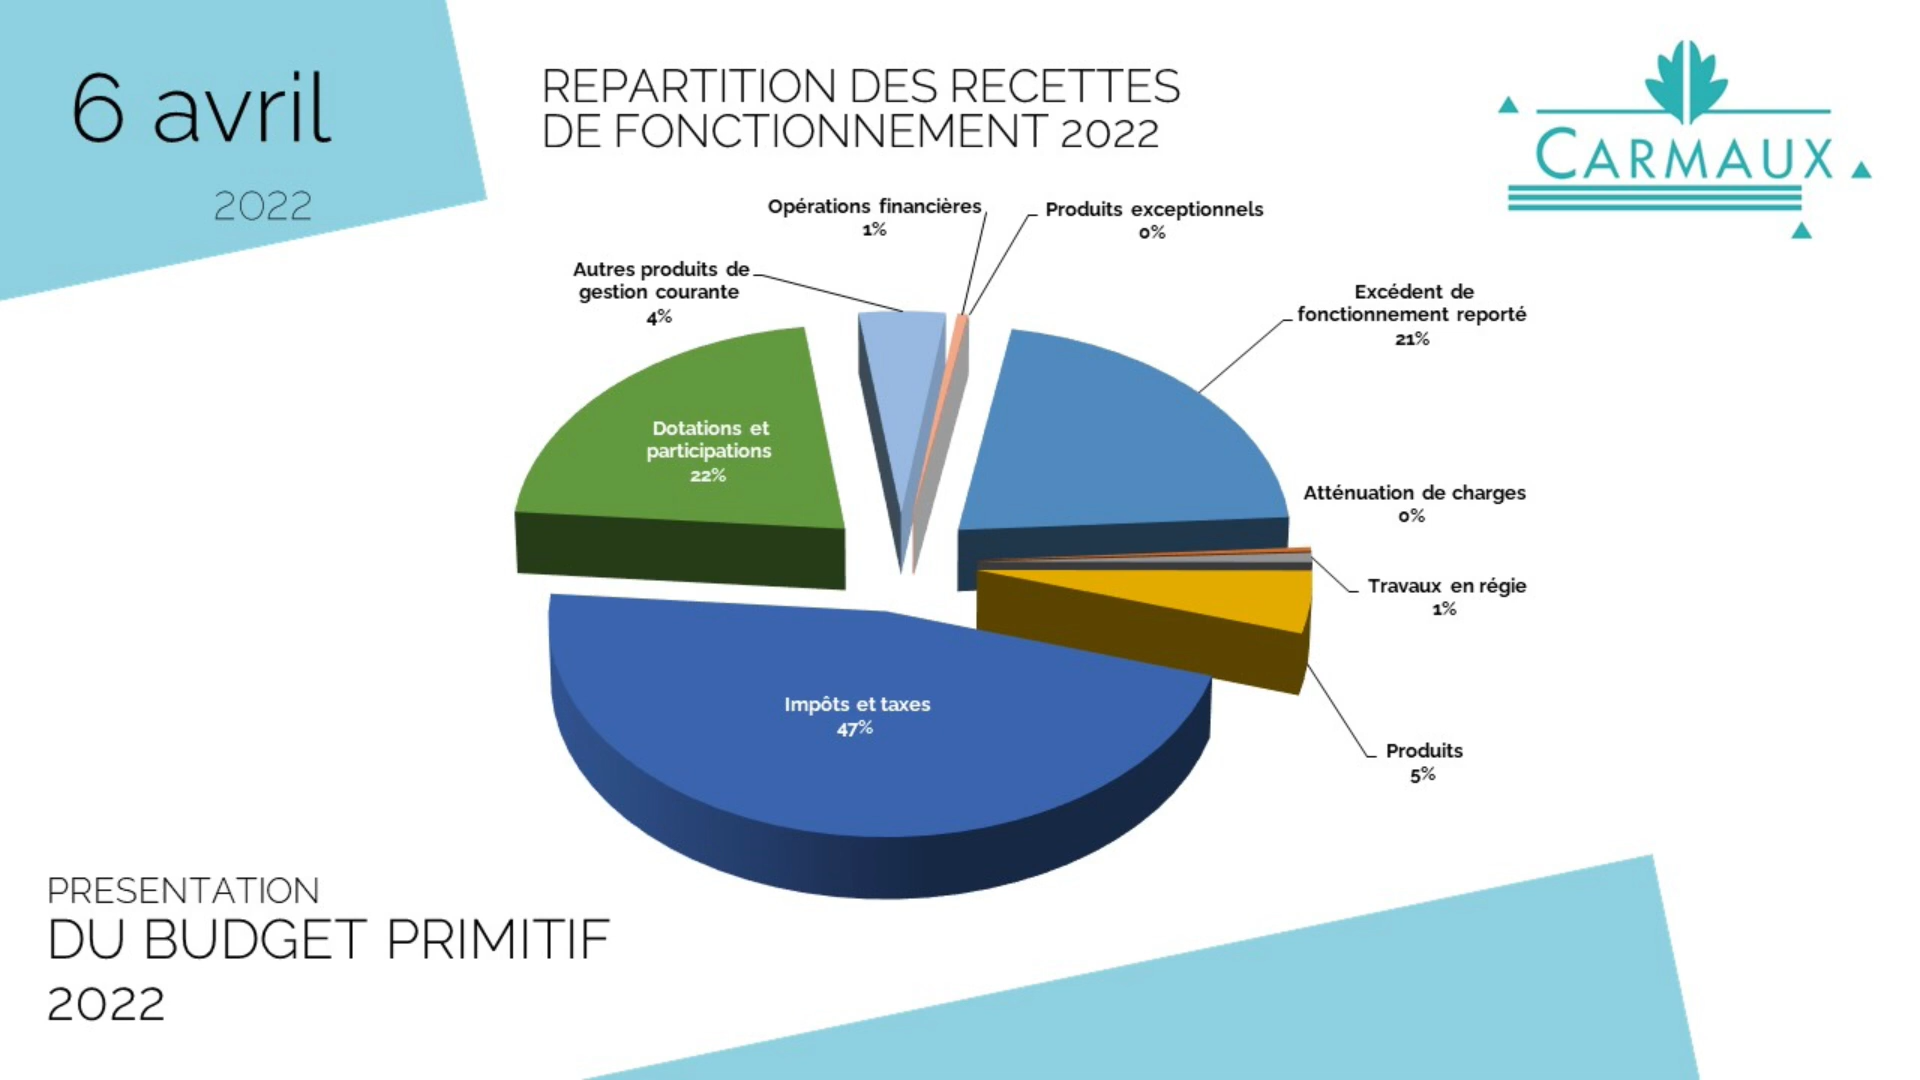 6 avril
2022
REPARTITION DES RECETTES
DE FONCTIONNEMENT 2022
CARMAUX
Opérations financières
1%
Produits exceptionnels
0%
Autres produits de
gestion courante
4%
Excédent de
fonctionnement reporté
21%
Dotations et
participations
22%
Atténuation de charges
0%
Travaux en régie
1%
Impôts et taxes
47%
Produits
5%
PRESENTATION
DU BUDGET PRIMITIF
2022